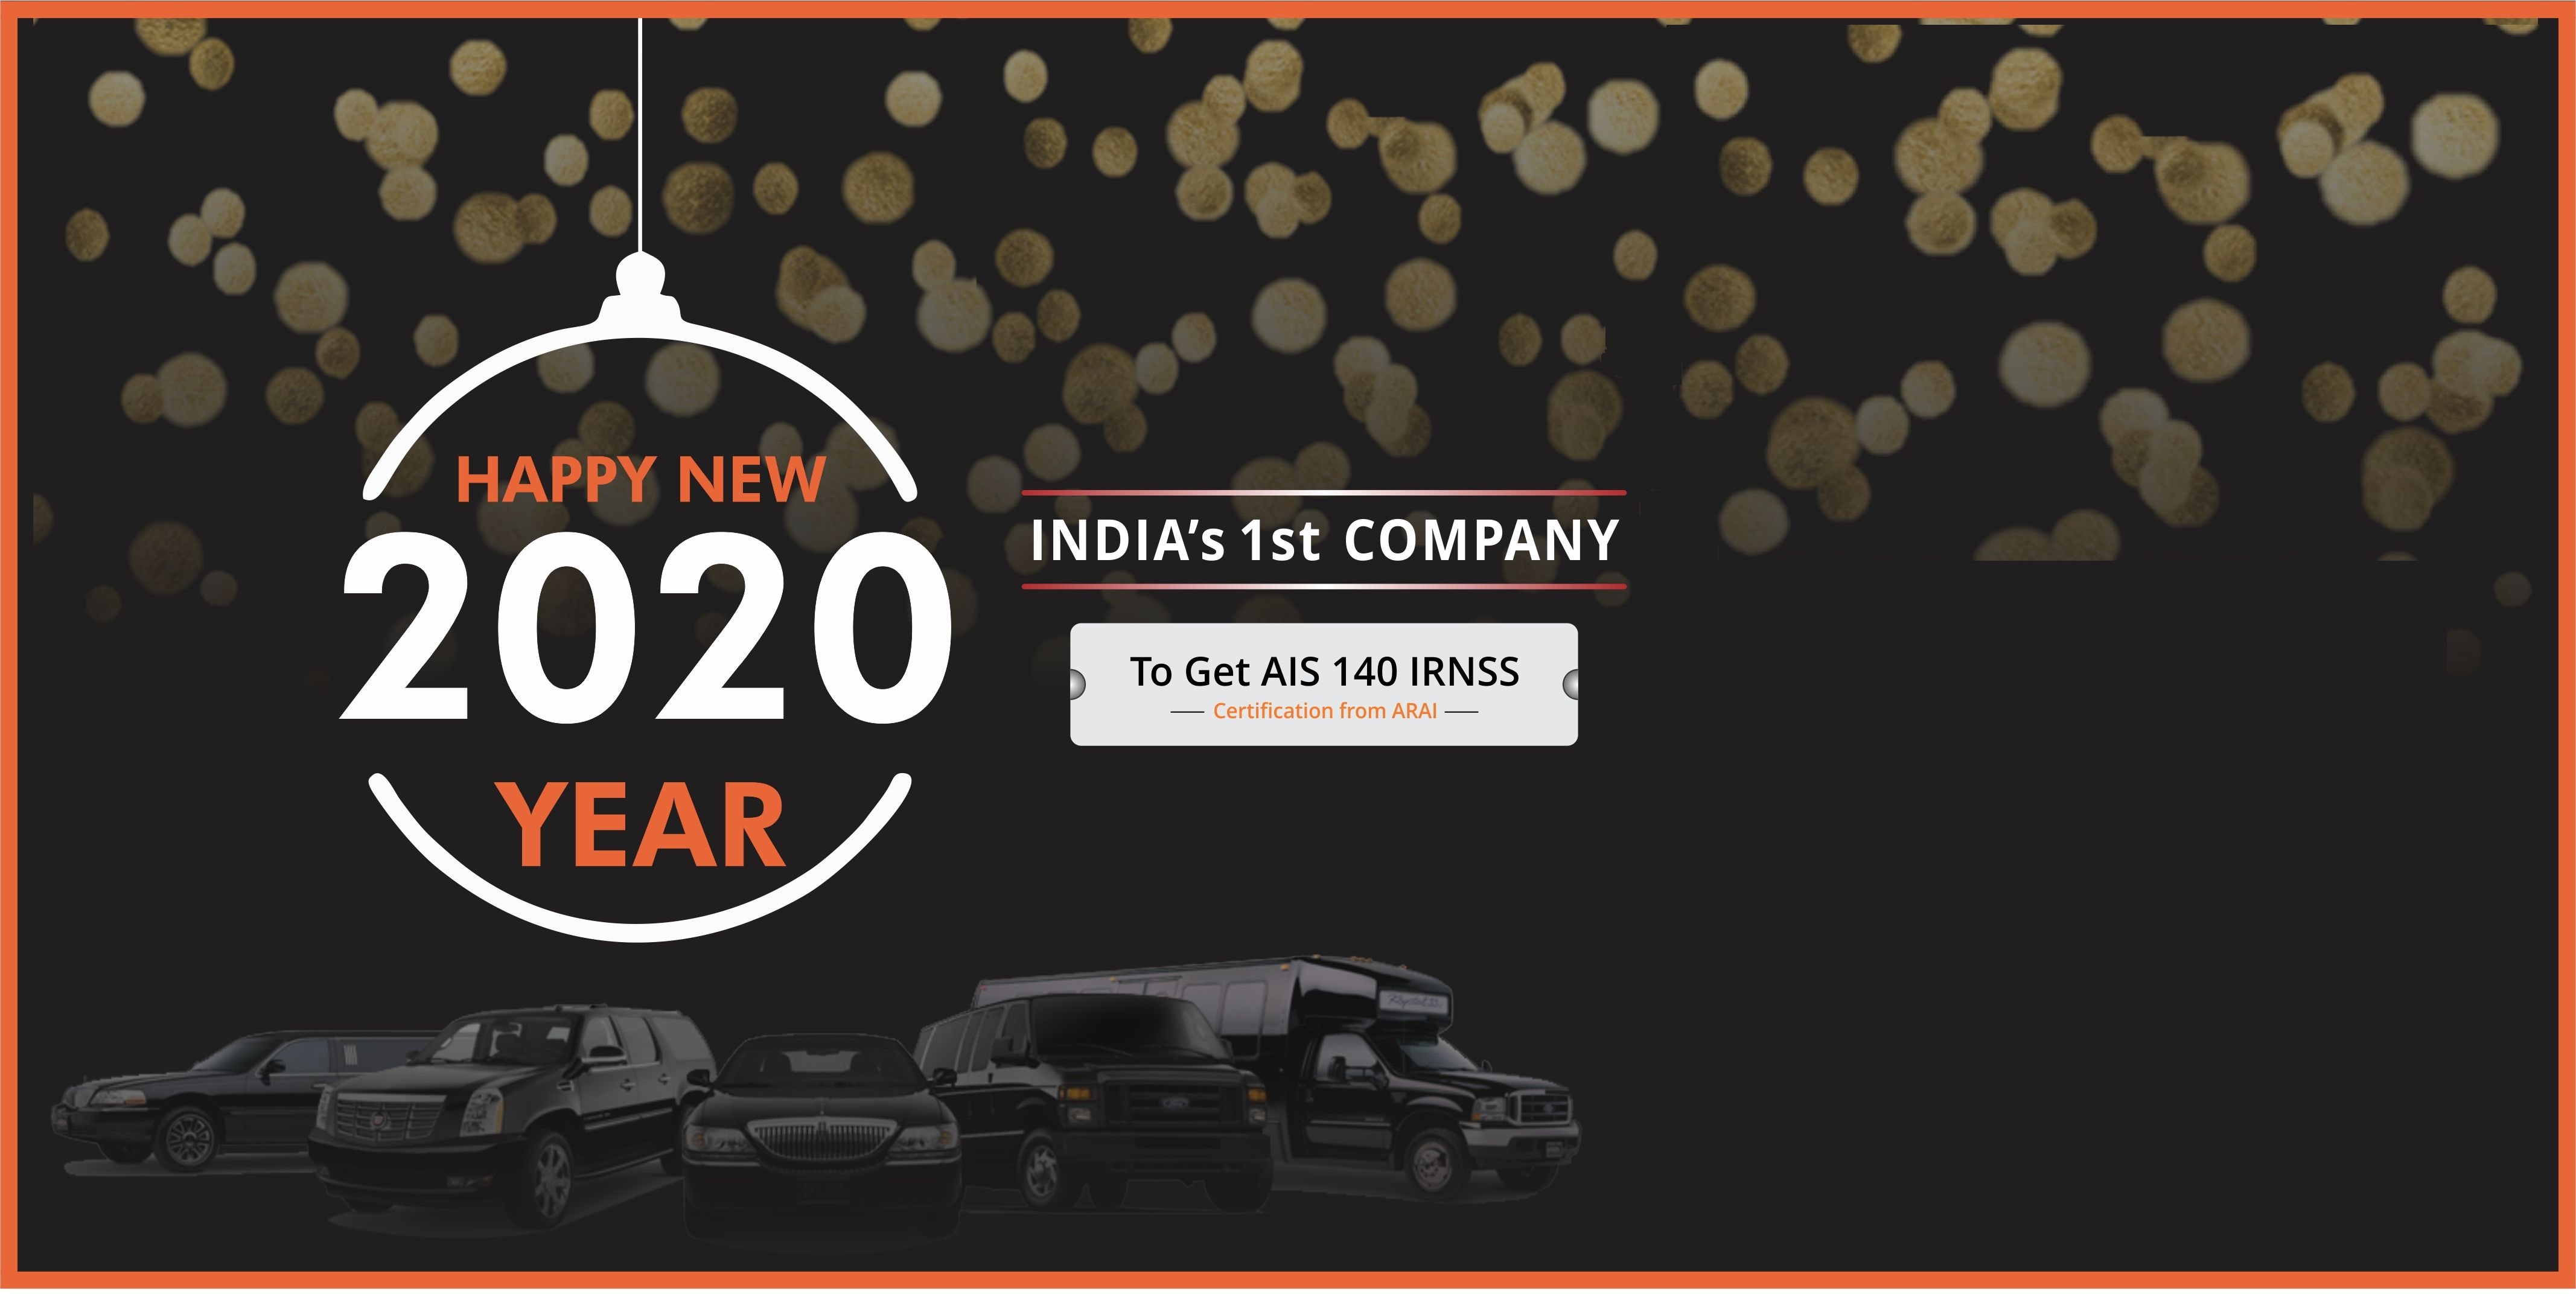 HAPPY NEW
2020
YEAR
INDIA’s 1st COMPANY
To Get AIS 140 IRNSS
Certification from ARAI